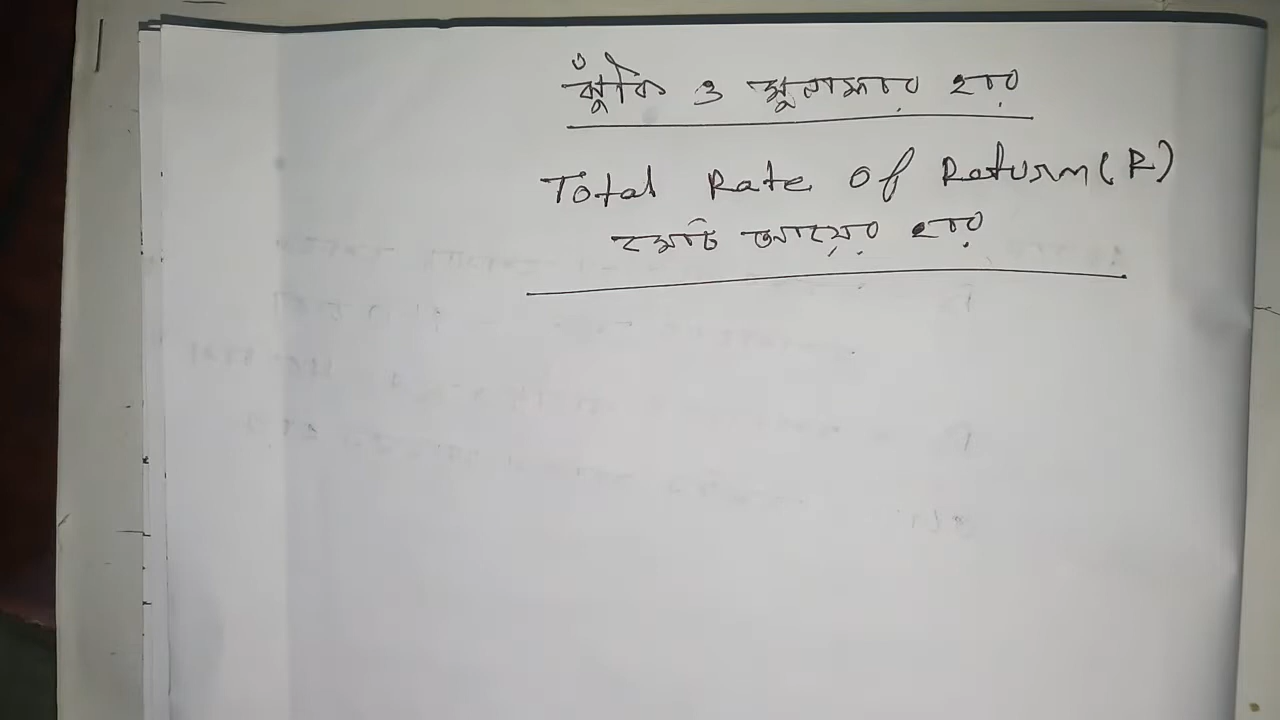 ঝুঁকি ও মুনাফার হার
Total Rate of Return (R)
মোট আয়ের হার